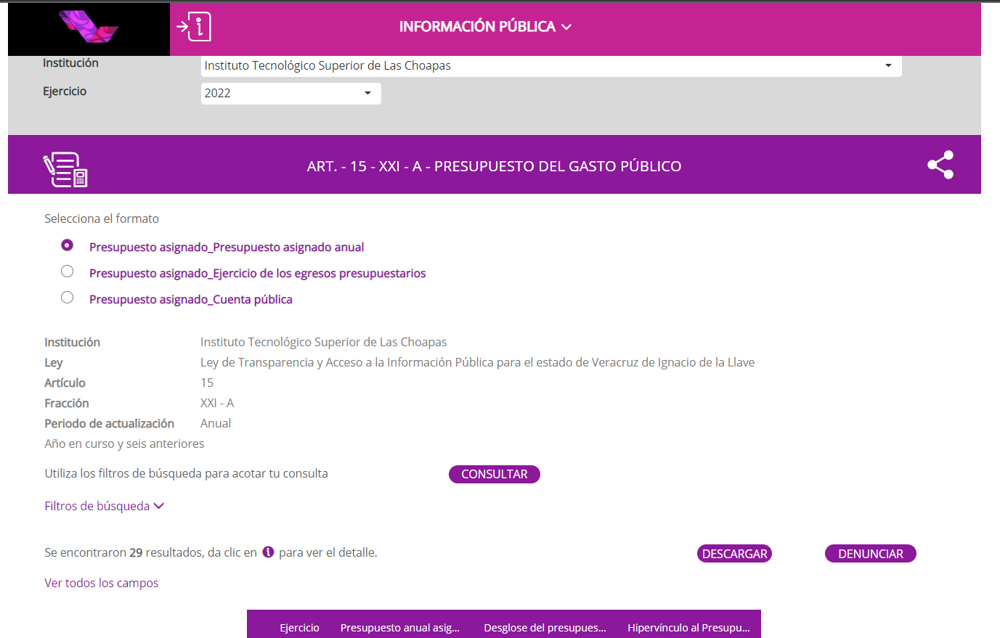 INFORMACIÓN PÚBLICA
Institución Instituto Tecnológico Superior de Las Choapas
Ejercicio 2022
ART. - 15 - XXI - A - PRESUPUESTO DEL GASTO PÚBLICO
Selecciona el formato
Presupuesto asignado_Presupuesto asignado anual
Presupuesto asignado_Ejercicio de los egresos presupuestarios
Presupuesto asignado_Cuenta pública
Institución Instituto Tecnológico Superior de Las Choapas
Ley Ley de Transparencia y Acceso a la Información Pública para el estado de Veracruz de Ignacio de la Llave
Artículo 15
Fracción XXI - A
Periodo de actualización Anual
Año en curso y seis anteriores
Utiliza los filtros de búsqueda para acotar tu consulta CONSULTAR
Filtros de búsqueda
Se encontraron 29 resultados, da clic en i para ver el detalle. DESCARGAR DENUNCIAR
Ver todos los campos
Ejercicio Presupuesto anual asig... Desglose del presupues... Hipervínculo al Presupu...